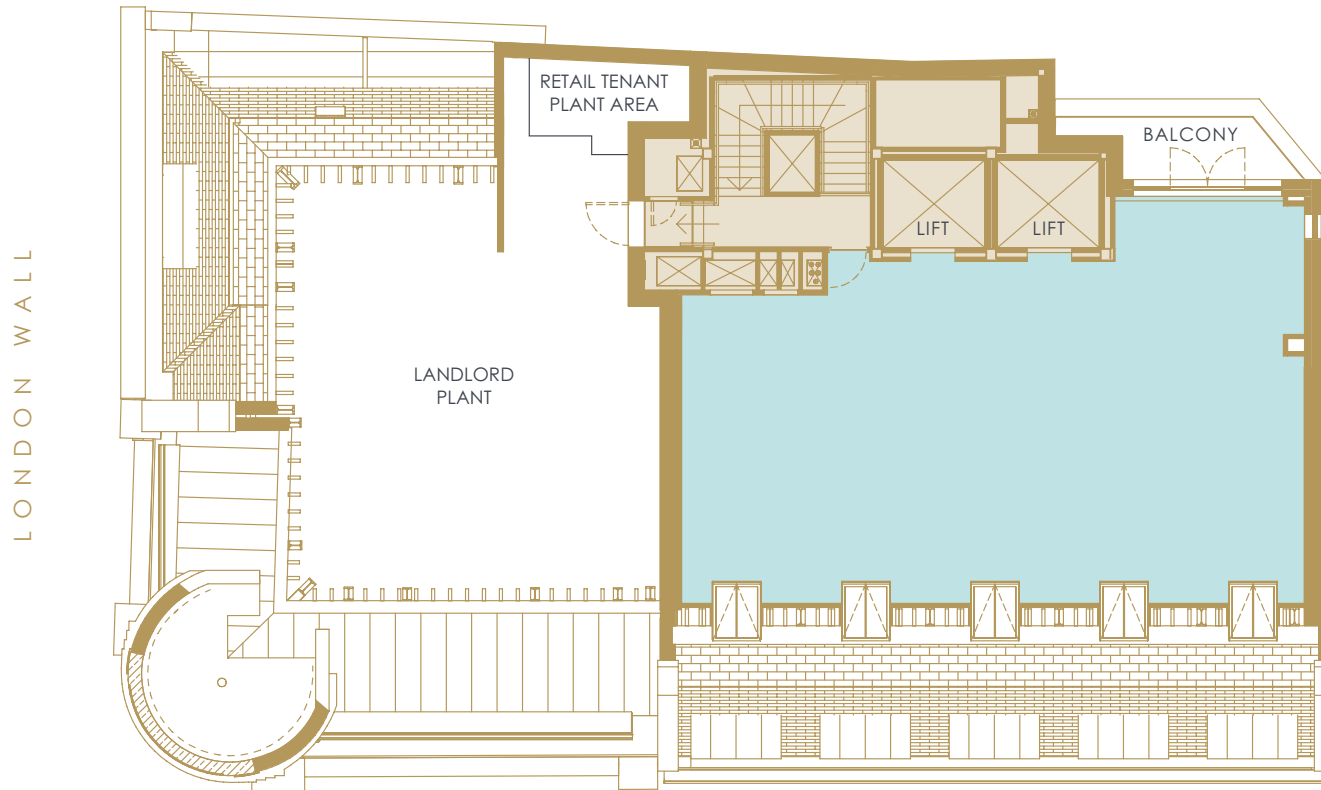 RETAIL TENANT
PLANT AREA
BALCONY
LIFT
LIFT
LANDLORD
PLANT
LONDON WALL